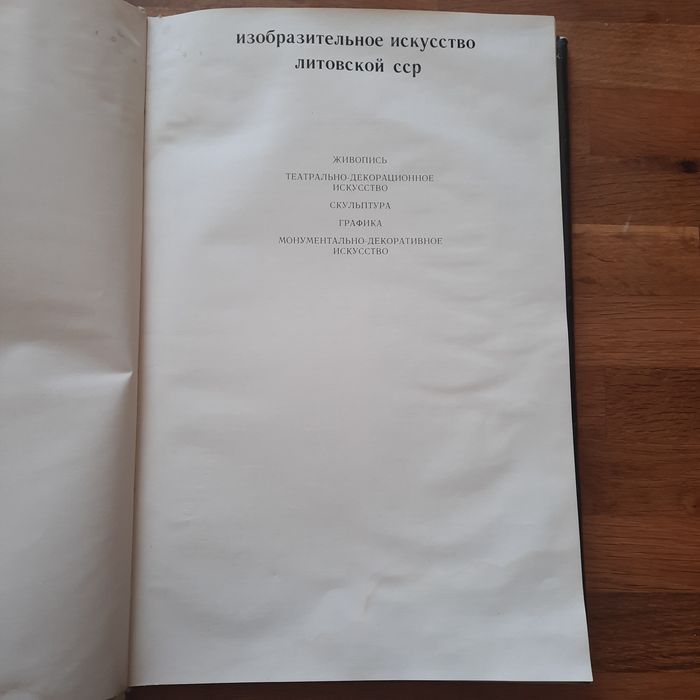 изобразительное искусство
литовской сср
ЖИВОПИСЬ
ТЕАТРАЛЬНО-ДЕКОРАЦИОННОЕ
ИСКУССТВО
СКУЛЬПТУРА
ГРАФИКА
МОНУМЕНТАЛЬНО-ДЕКОРАТИВНОЕ
ИСКУССТВО